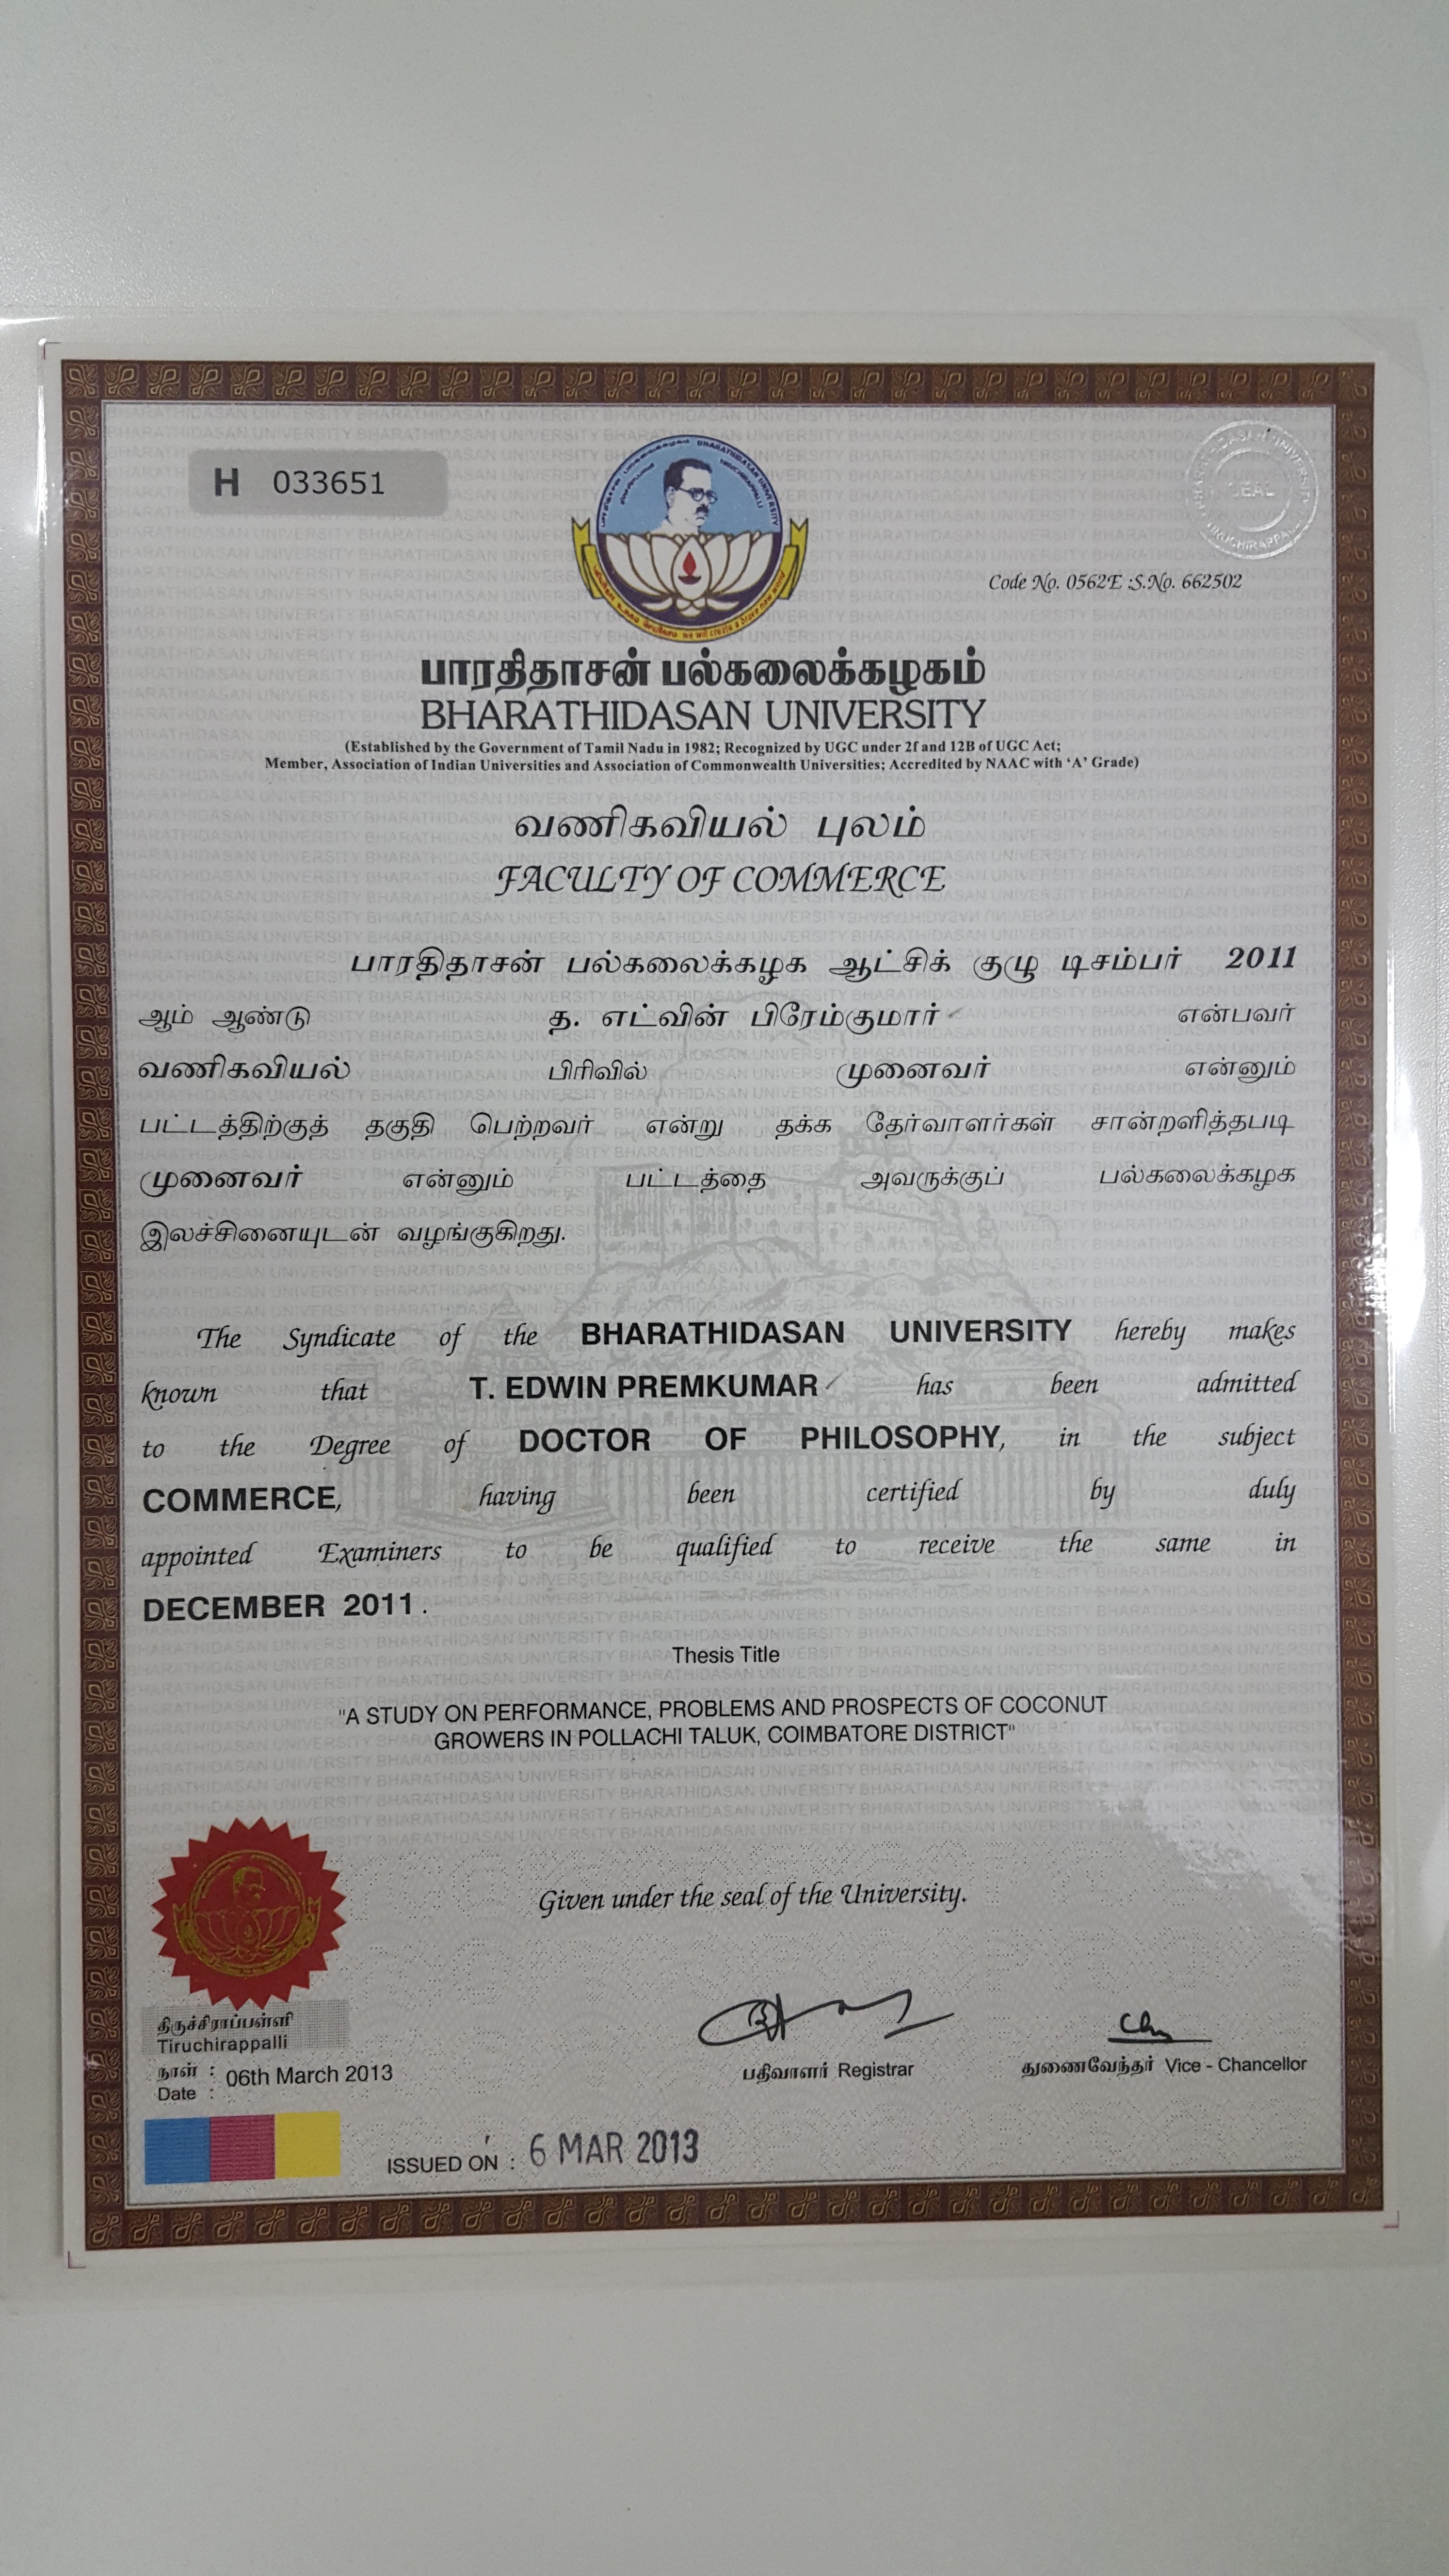 H 033651
Code No. 0562E :S.No. 662502
பாரதிதாசன் பல்கலைக்கழகம்
BHARATHIDASAN UNIVERSITY
(Established by the Government of Tamil Nadu in 1982; Recognized by UGC under 2f and 12B of UGC Act;
Member, Association of Indian Universities and Association of Commonwealth Universities; Accredited by NAAC with ‘A’ Grade)
வணிகவியல் புலம்
FACULTY OF COMMERCE
பாரதிதாசன் பல்கலைக்கழக ஆட்சிக் குழு டிசம்பர் 2011
ஆம் ஆண்டு த. எட்வின் பிரேம்குமார் என்பவர்
வணிகவியல் பிரிவில் முனைவர் என்னும்
பட்டத்திற்குத் தகுதி பெற்றவர் என்று தக்க தேர்வாளர்கள் சான்றளித்தபடி
முனைவர் என்னும் பட்டத்தை அவருக்குப் பல்கலைக்கழக
இலச்சினையுடன் வழங்குகிறது.
The Syndicate of the BHARATHIDASAN UNIVERSITY hereby makes
known that T. EDWIN PREMKUMAR has been admitted
to the Degree of DOCTOR OF PHILOSOPHY, in the subject
COMMERCE, having been certified by duly
appointed Examiners to be qualified to receive the same in
DECEMBER 2011.
Thesis Title
"A STUDY ON PERFORMANCE, PROBLEMS AND PROSPECTS OF COCONUT
GROWERS IN POLLACHI TALUK, COIMBATORE DISTRICT"
Given under the seal of the University.
திருச்சிராப்பள்ளி
Tiruchirappalli
நாள் :
Date : 06th March 2013
பதிவாளர் Registrar
துணைவேந்தர் Vice - Chancellor
ISSUED ON : 6 MAR 2013